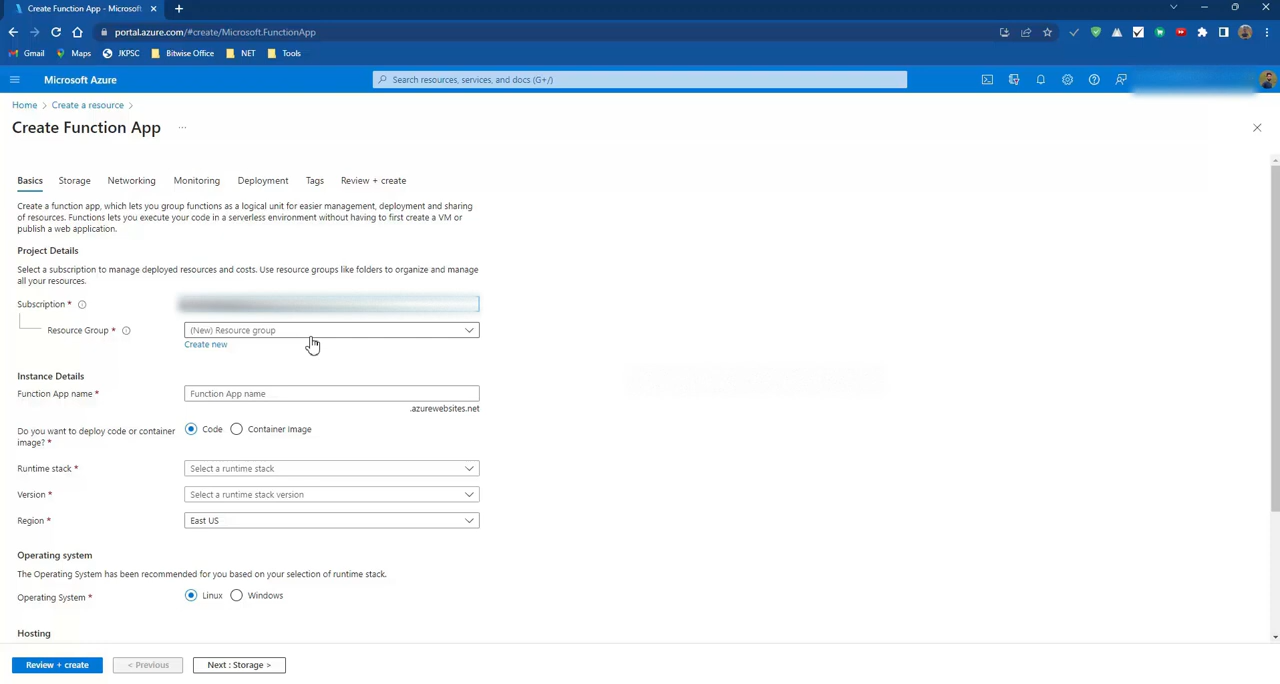 Create Function App - Microsoft
portal.azure.com/#create/Microsoft.FunctionApp
Gmail
Maps
JKPSC
Bitwise Office
NET
Tools
Microsoft Azure
Search resources, services, and docs (G+/)
Home > Create a resource >
Create Function App ...
Basics
Storage
Networking
Monitoring
Deployment
Tags
Review + create
Create a function app, which lets you group functions as a logical unit for easier management, deployment and sharing
of resources. Functions lets you execute your code in a serverless environment without having to first create a VM or
publish a web application.
Project Details
Select a subscription to manage deployed resources and costs. Use resource groups like folders to organize and manage
all your resources.
Subscription *
Resource Group *
(New) Resource group
Create new
Instance Details
Function App name *
Function App name
.azurewebsites.net
Do you want to deploy code or container
image? *
Code
Container Image
Runtime stack *
Select a runtime stack
Version *
Select a runtime stack version
Region *
East US
Operating system
The Operating System has been recommended for you based on your selection of runtime stack.
Operating System *
Linux
Windows
Hosting
Review + create
< Previous
Next : Storage >